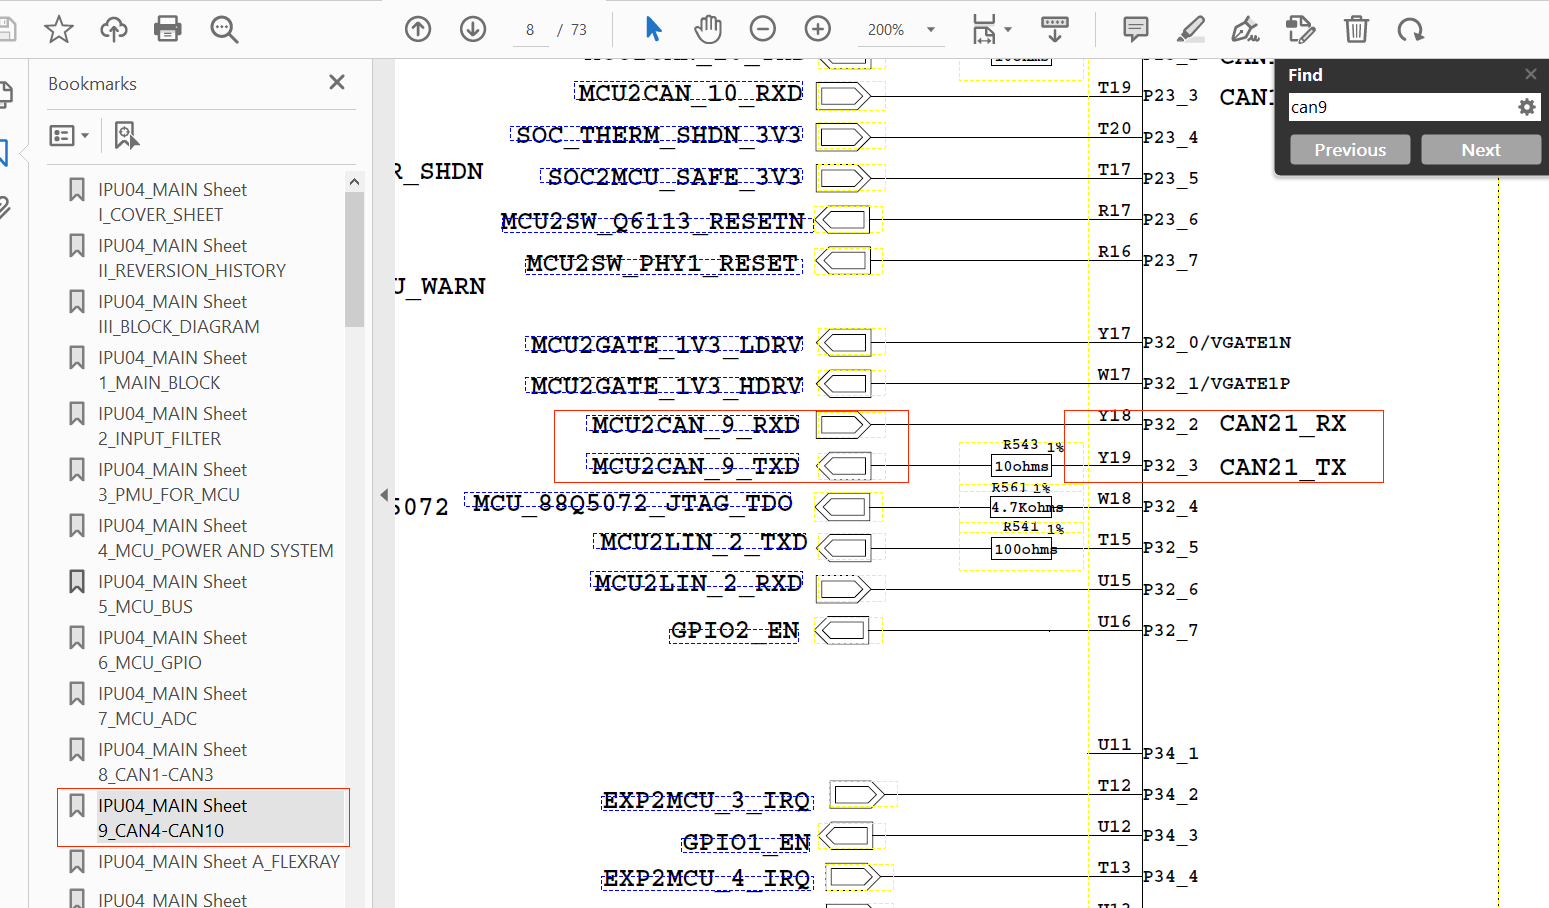 8 / 73
200%
Bookmarks
IPU04_MAIN Sheet
I_COVER_SHEET
IPU04_MAIN Sheet
II_REVERSION_HISTORY
IPU04_MAIN Sheet
III_BLOCK_DIAGRAM
IPU04_MAIN Sheet
1_MAIN_BLOCK
IPU04_MAIN Sheet
2_INPUT_FILTER
IPU04_MAIN Sheet
3_PMU_FOR_MCU
IPU04_MAIN Sheet
4_MCU_POWER AND SYSTEM
IPU04_MAIN Sheet
5_MCU_BUS
IPU04_MAIN Sheet
6_MCU_GPIO
IPU04_MAIN Sheet
7_MCU_ADC
IPU04_MAIN Sheet
8_CAN1-CAN3
IPU04_MAIN Sheet
9_CAN4-CAN10
IPU04_MAIN Sheet A_FLEXRAY
IPU04_MAIN Sheet
Find
can9
Previous Next
MCU2CAN_10_RXD T19 P23_3
SOC_THERM_SHDN_3V3 T20 P23_4
R_SHDN
SOC2MCU_SAFE_3V3 T17 P23_5
MCU2SW_Q6113_RESETN R17 P23_6
MCU2SW_PHY1_RESET R16 P23_7
U_WARN
MCU2GATE_1V3_LDRV Y17 P32_0/VGATE1N
MCU2GATE_1V3_HDRV W17 P32_1/VGATE1P
MCU2CAN_9_RXD Y18 P32_2 CAN21_RX
R543 1%
MCU2CAN_9_TXD 10ohms Y19 P32_3 CAN21_TX
R561 1%
5072 MCU_88Q5072_JTAG_TDO 4.7Kohms W18 P32_4
R541 1%
MCU2LIN_2_TXD 100ohms T15 P32_5
MCU2LIN_2_RXD U15 P32_6
GPIO2_EN U16 P32_7
U11 P34_1
EXP2MCU_3_IRQ T12 P34_2
GPIO1_EN U12 P34_3
EXP2MCU_4_IRQ T13 P34_4